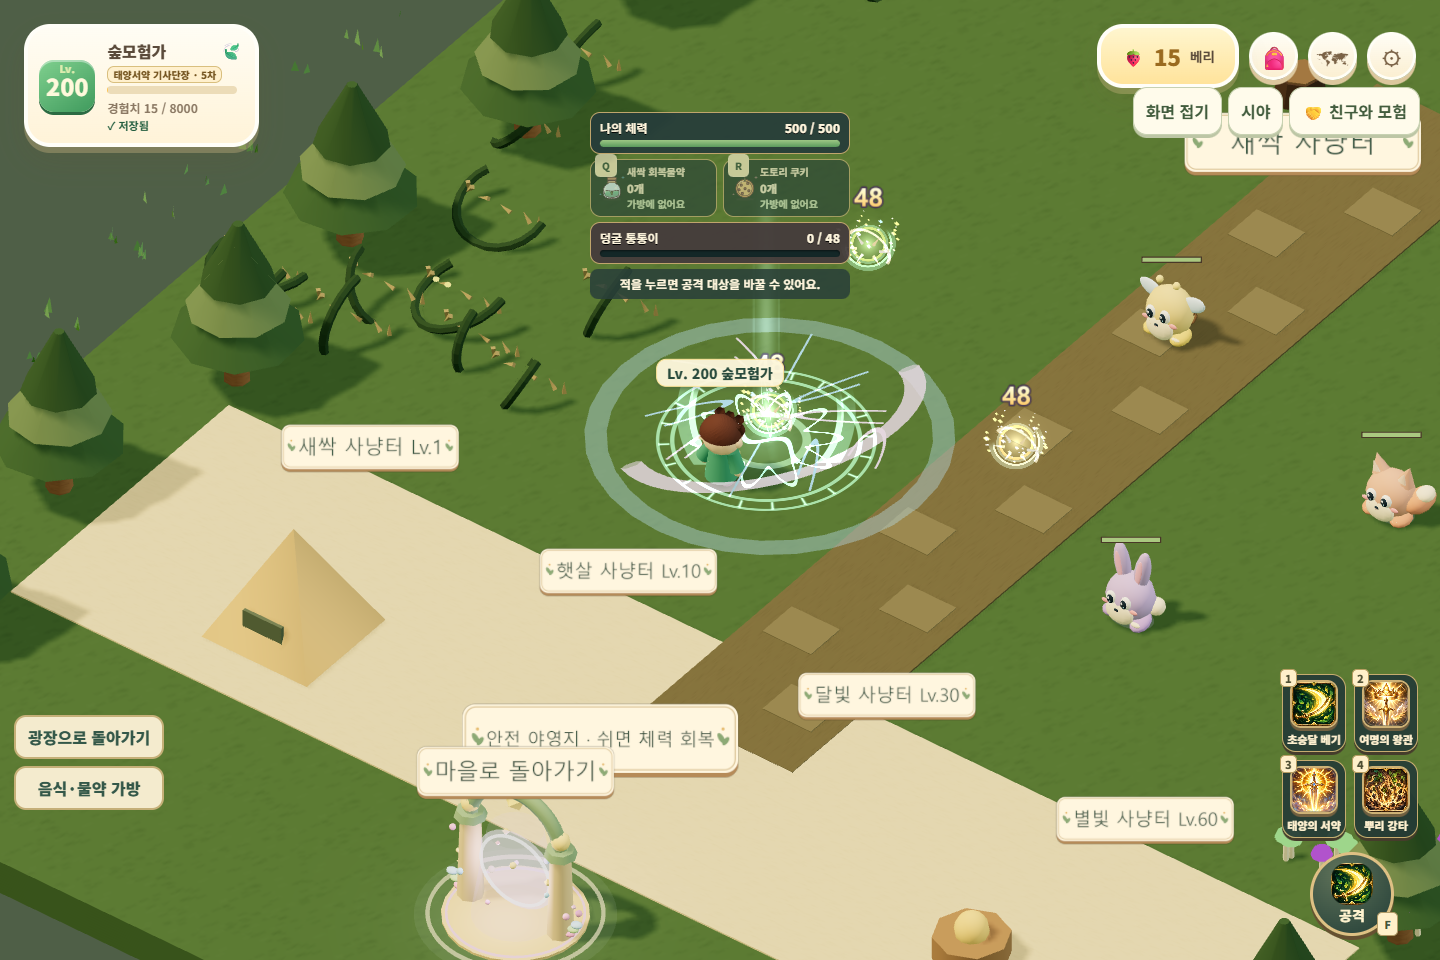 Lv.
200
숲모험가
태양서약 기사단장 · 5차
경험치 15 / 8000
✓ 저장됨
15 베리
화면 접기
시야
친구와 모험
새싹 사냥터
나의 체력 500 / 500
Q
새싹 회복물약
0개
가방에 없어요
R
도토리 쿠키
0개
가방에 없어요
48
덩굴 통통이 0 / 48
적을 누르면 공격 대상을 바꿀 수 있어요.
Lv. 200 숲모험가
48
새싹 사냥터 Lv.1
햇살 사냥터 Lv.10
달빛 사냥터 Lv.30
안전 야영지 · 쉬면 체력 회복
마을로 돌아가기
별빛 사냥터 Lv.60
광장으로 돌아가기
음식·물약 가방
1
초승달 베기
2
여명의 왕관
3
태양의 서약
4
뿌리 강타
공격
F